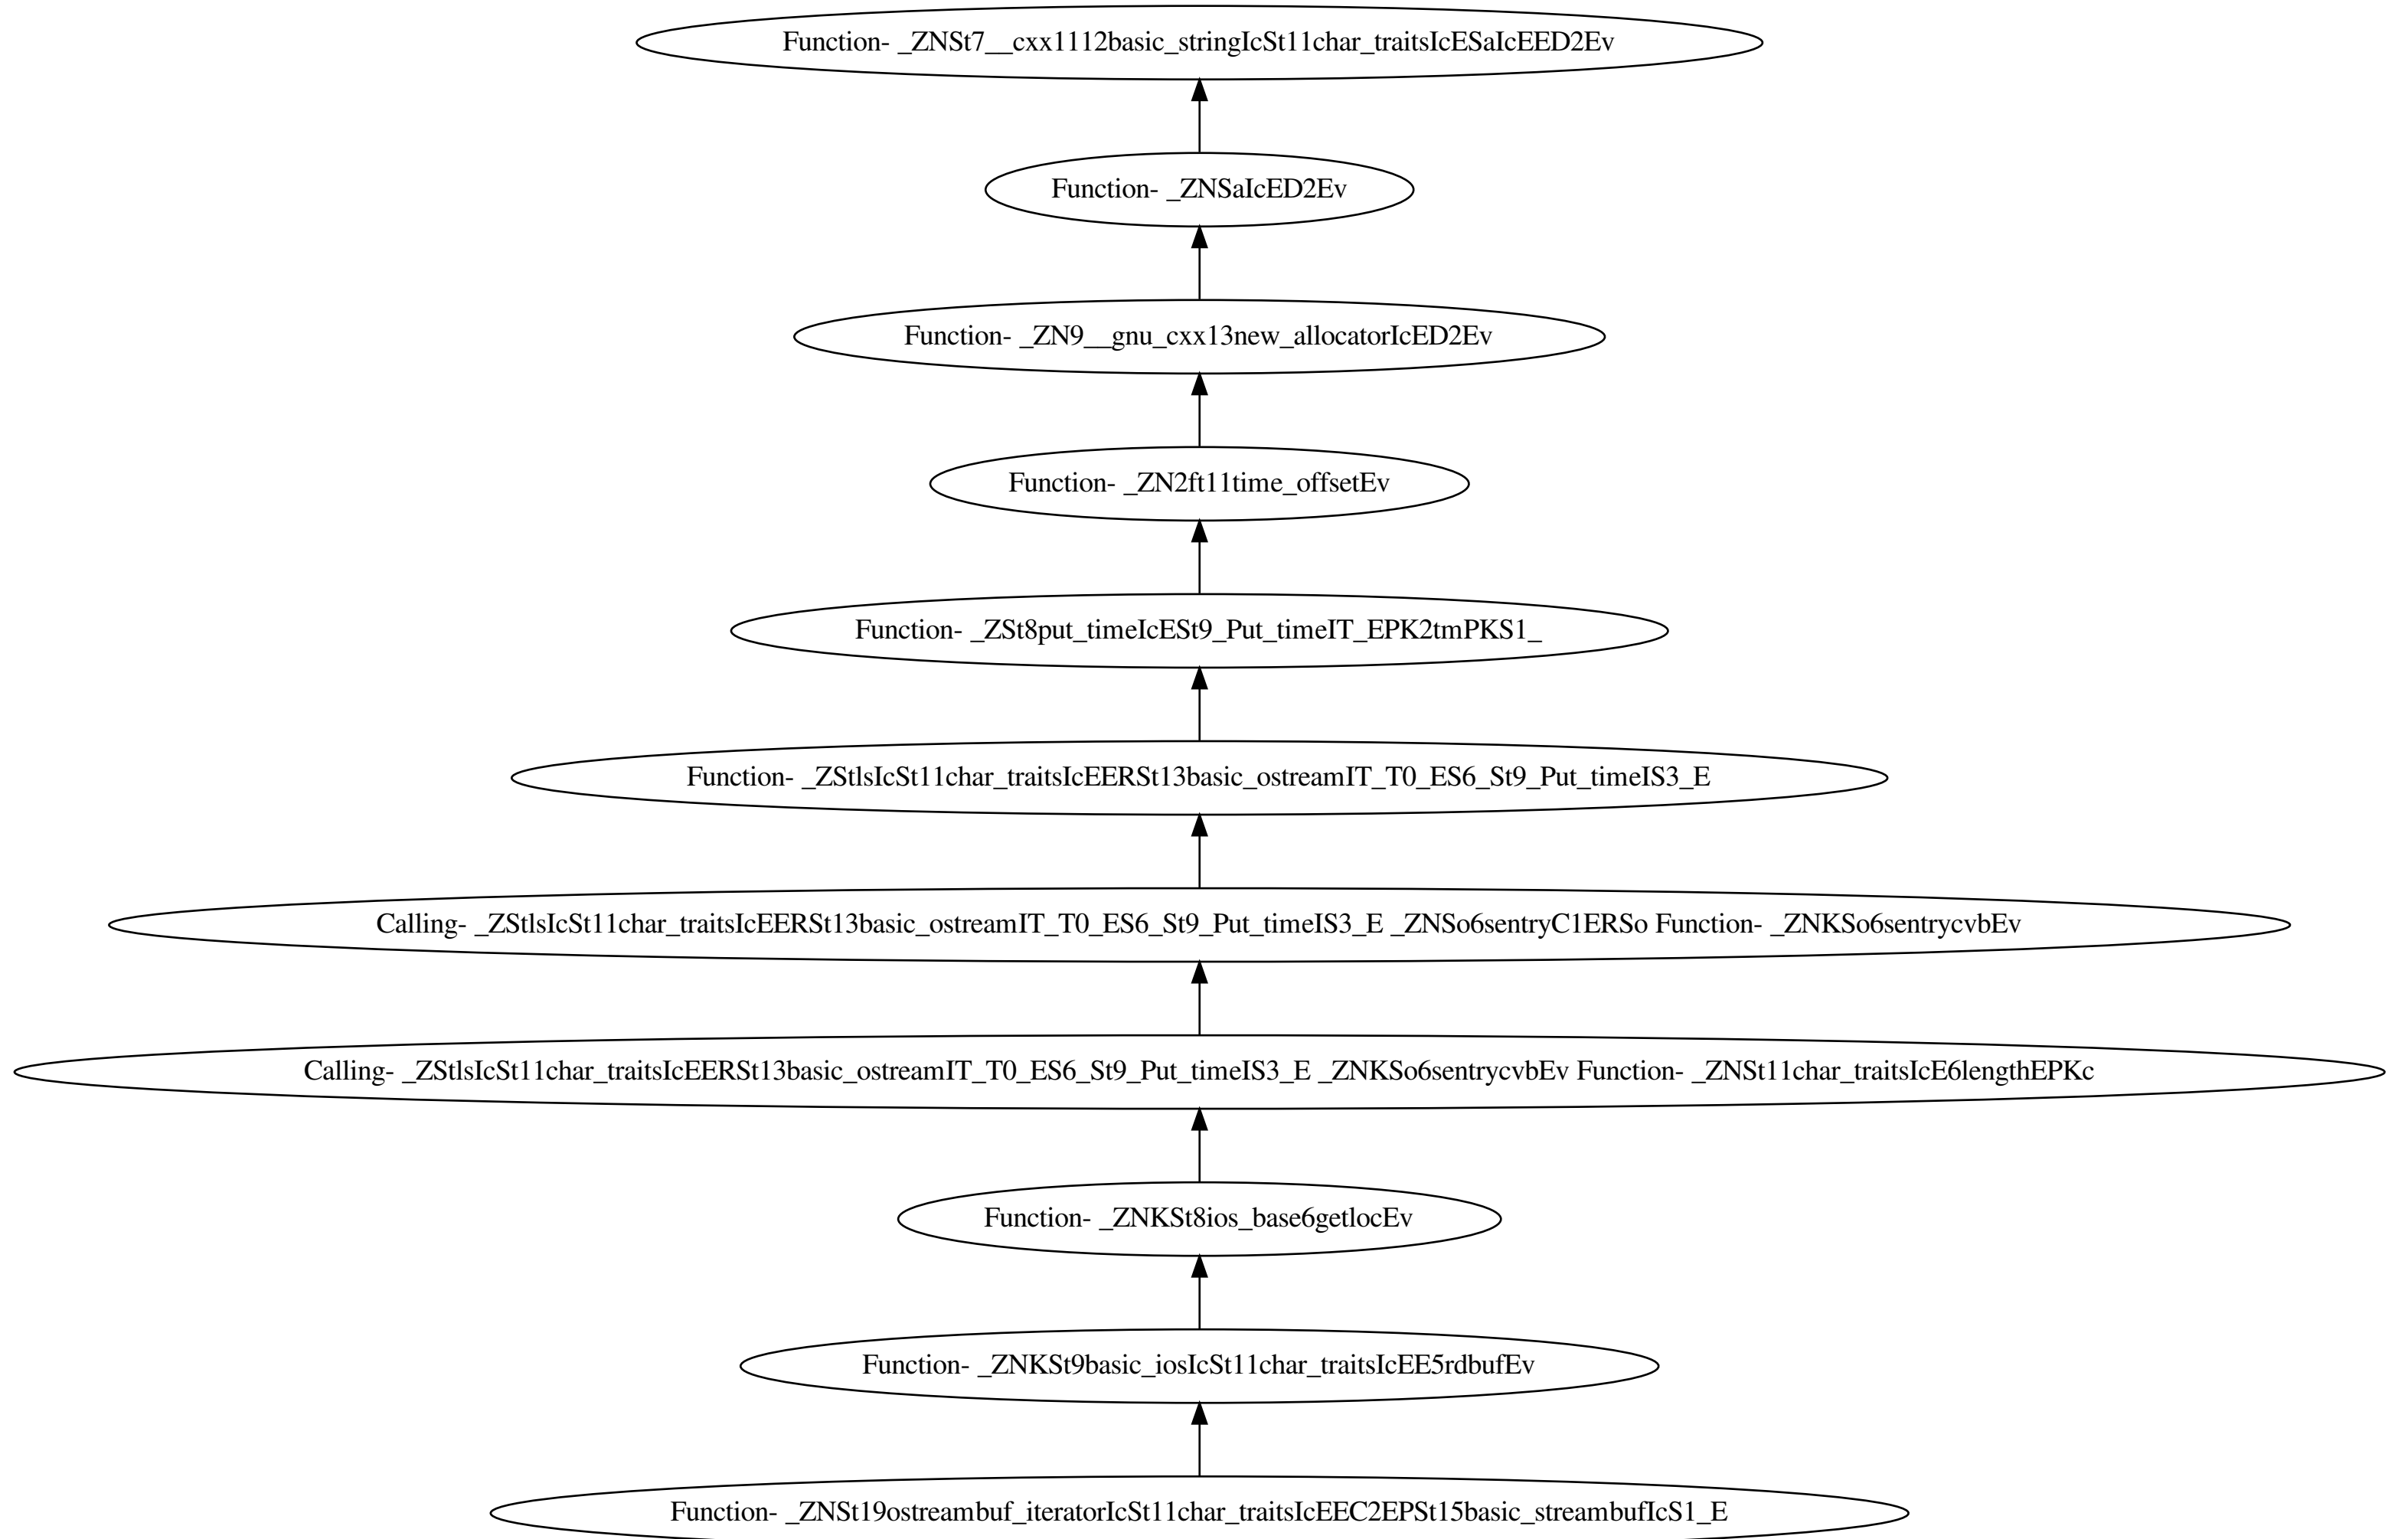 Function- _ZNSt7__cxx1112basic_stringIcSt11char_traitsIcESaIcEED2Ev
Function- _ZNSaIcED2Ev
Function- _ZN9__gnu_cxx13new_allocatorIcED2Ev
Function- _ZN2ft11time_offsetEv
Function- _ZSt8put_timeIcESt9_Put_timeIT_EPK2tmPKS1_
Function- _ZStlsIcSt11char_traitsIcEERSt13basic_ostreamIT_T0_ES6_St9_Put_timeIS3_E
Calling- _ZStlsIcSt11char_traitsIcEERSt13basic_ostreamIT_T0_ES6_St9_Put_timeIS3_E _ZNSo6sentryC1ERSo Function- _ZNKSo6sentrycvbEv
Calling- _ZStlsIcSt11char_traitsIcEERSt13basic_ostreamIT_T0_ES6_St9_Put_timeIS3_E _ZNKSo6sentrycvbEv Function- _ZNSt11char_traitsIcE6lengthEPKc
Function- _ZNKSt8ios_base6getlocEv
Function- _ZNKSt9basic_iosIcSt11char_traitsIcEE5rdbufEv
Function- _ZNSt19ostreambuf_iteratorIcSt11char_traitsIcEEC2EPSt15basic_streambufIcS1_E